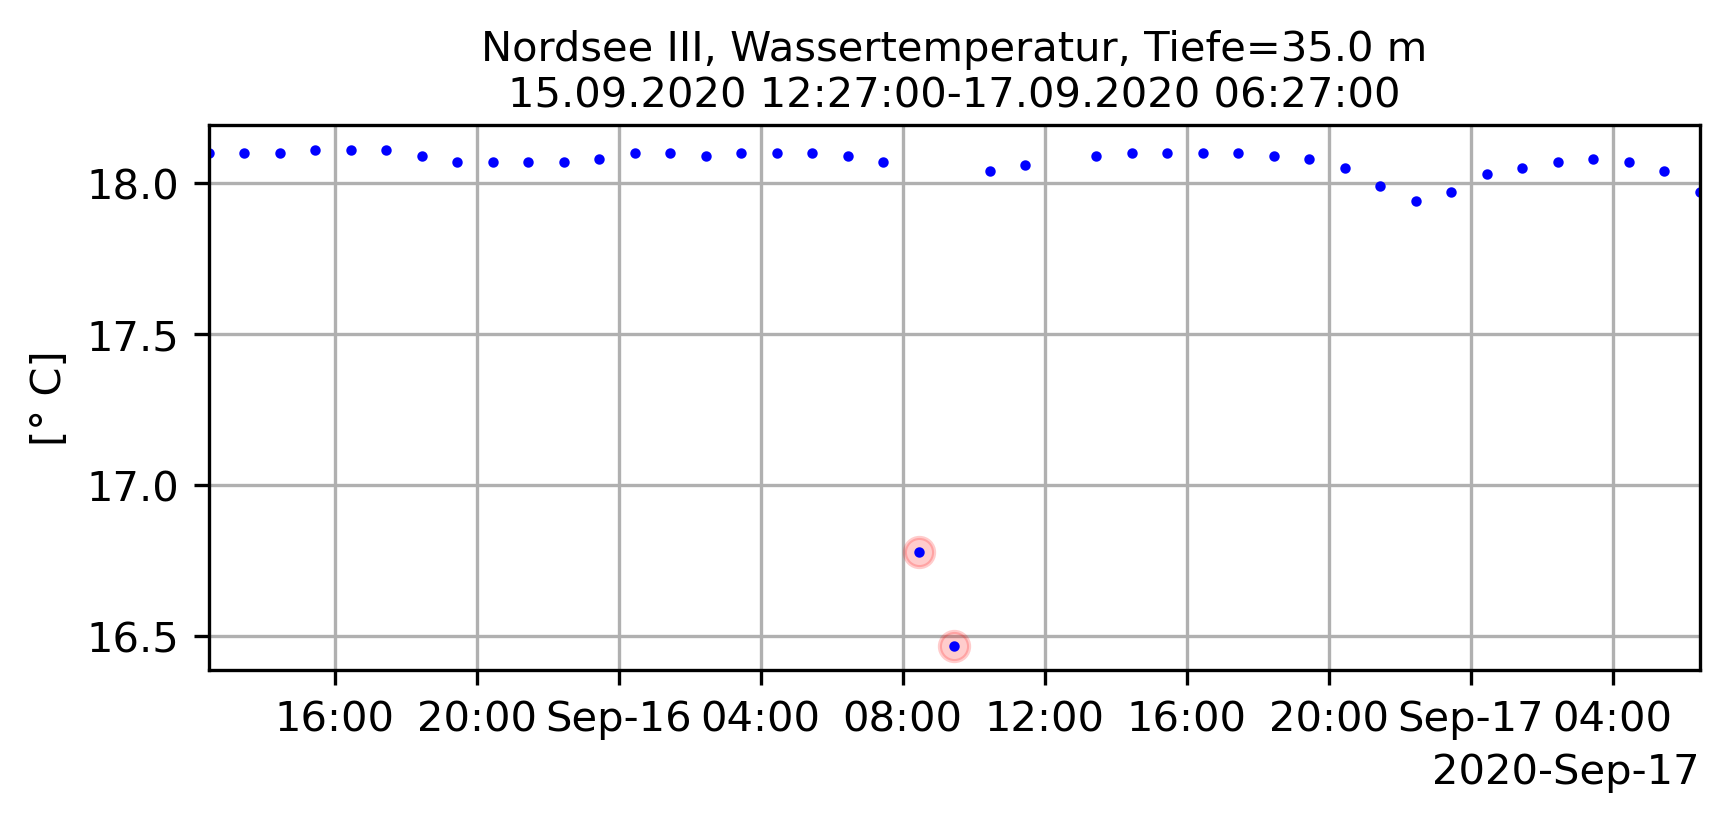 Nordsee III, Wassertemperatur, Tiefe=35.0 m
15.09.2020 12:27:00-17.09.2020 06:27:00
[° C]
18.0
17.5
17.0
16.5
16:00 20:00 Sep-16 04:00 08:00 12:00 16:00 20:00 Sep-17 04:00
2020-Sep-17